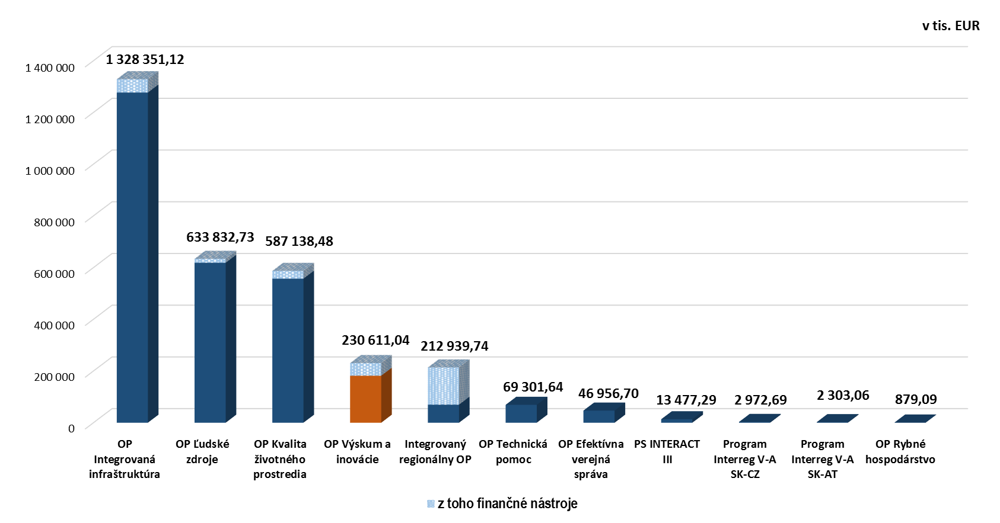 v tis. EUR
1 400 000
1 200 000
1 000 000
800 000
600 000
400 000
200 000
0
1 328 351,12
633 832,73
587 138,48
230 611,04
212 939,74
69 301,64
46 956,70
13 477,29
2 972,69
2 303,06
879,09
OP
Integrovaná
infraštruktúra
OP Ľudské
zdroje
OP Kvalita
životného
prostredia
OP Výskum a
inovácie
Integrovaný
regionálny OP
OP Technická
pomoc
OP Efektívna
verejná
správa
PS INTERACT
III
Program
Interreg V-A
SK-CZ
Program
Interreg V-A
SK-AT
OP Rybné
hospodárstvo
z toho finančné nástroje